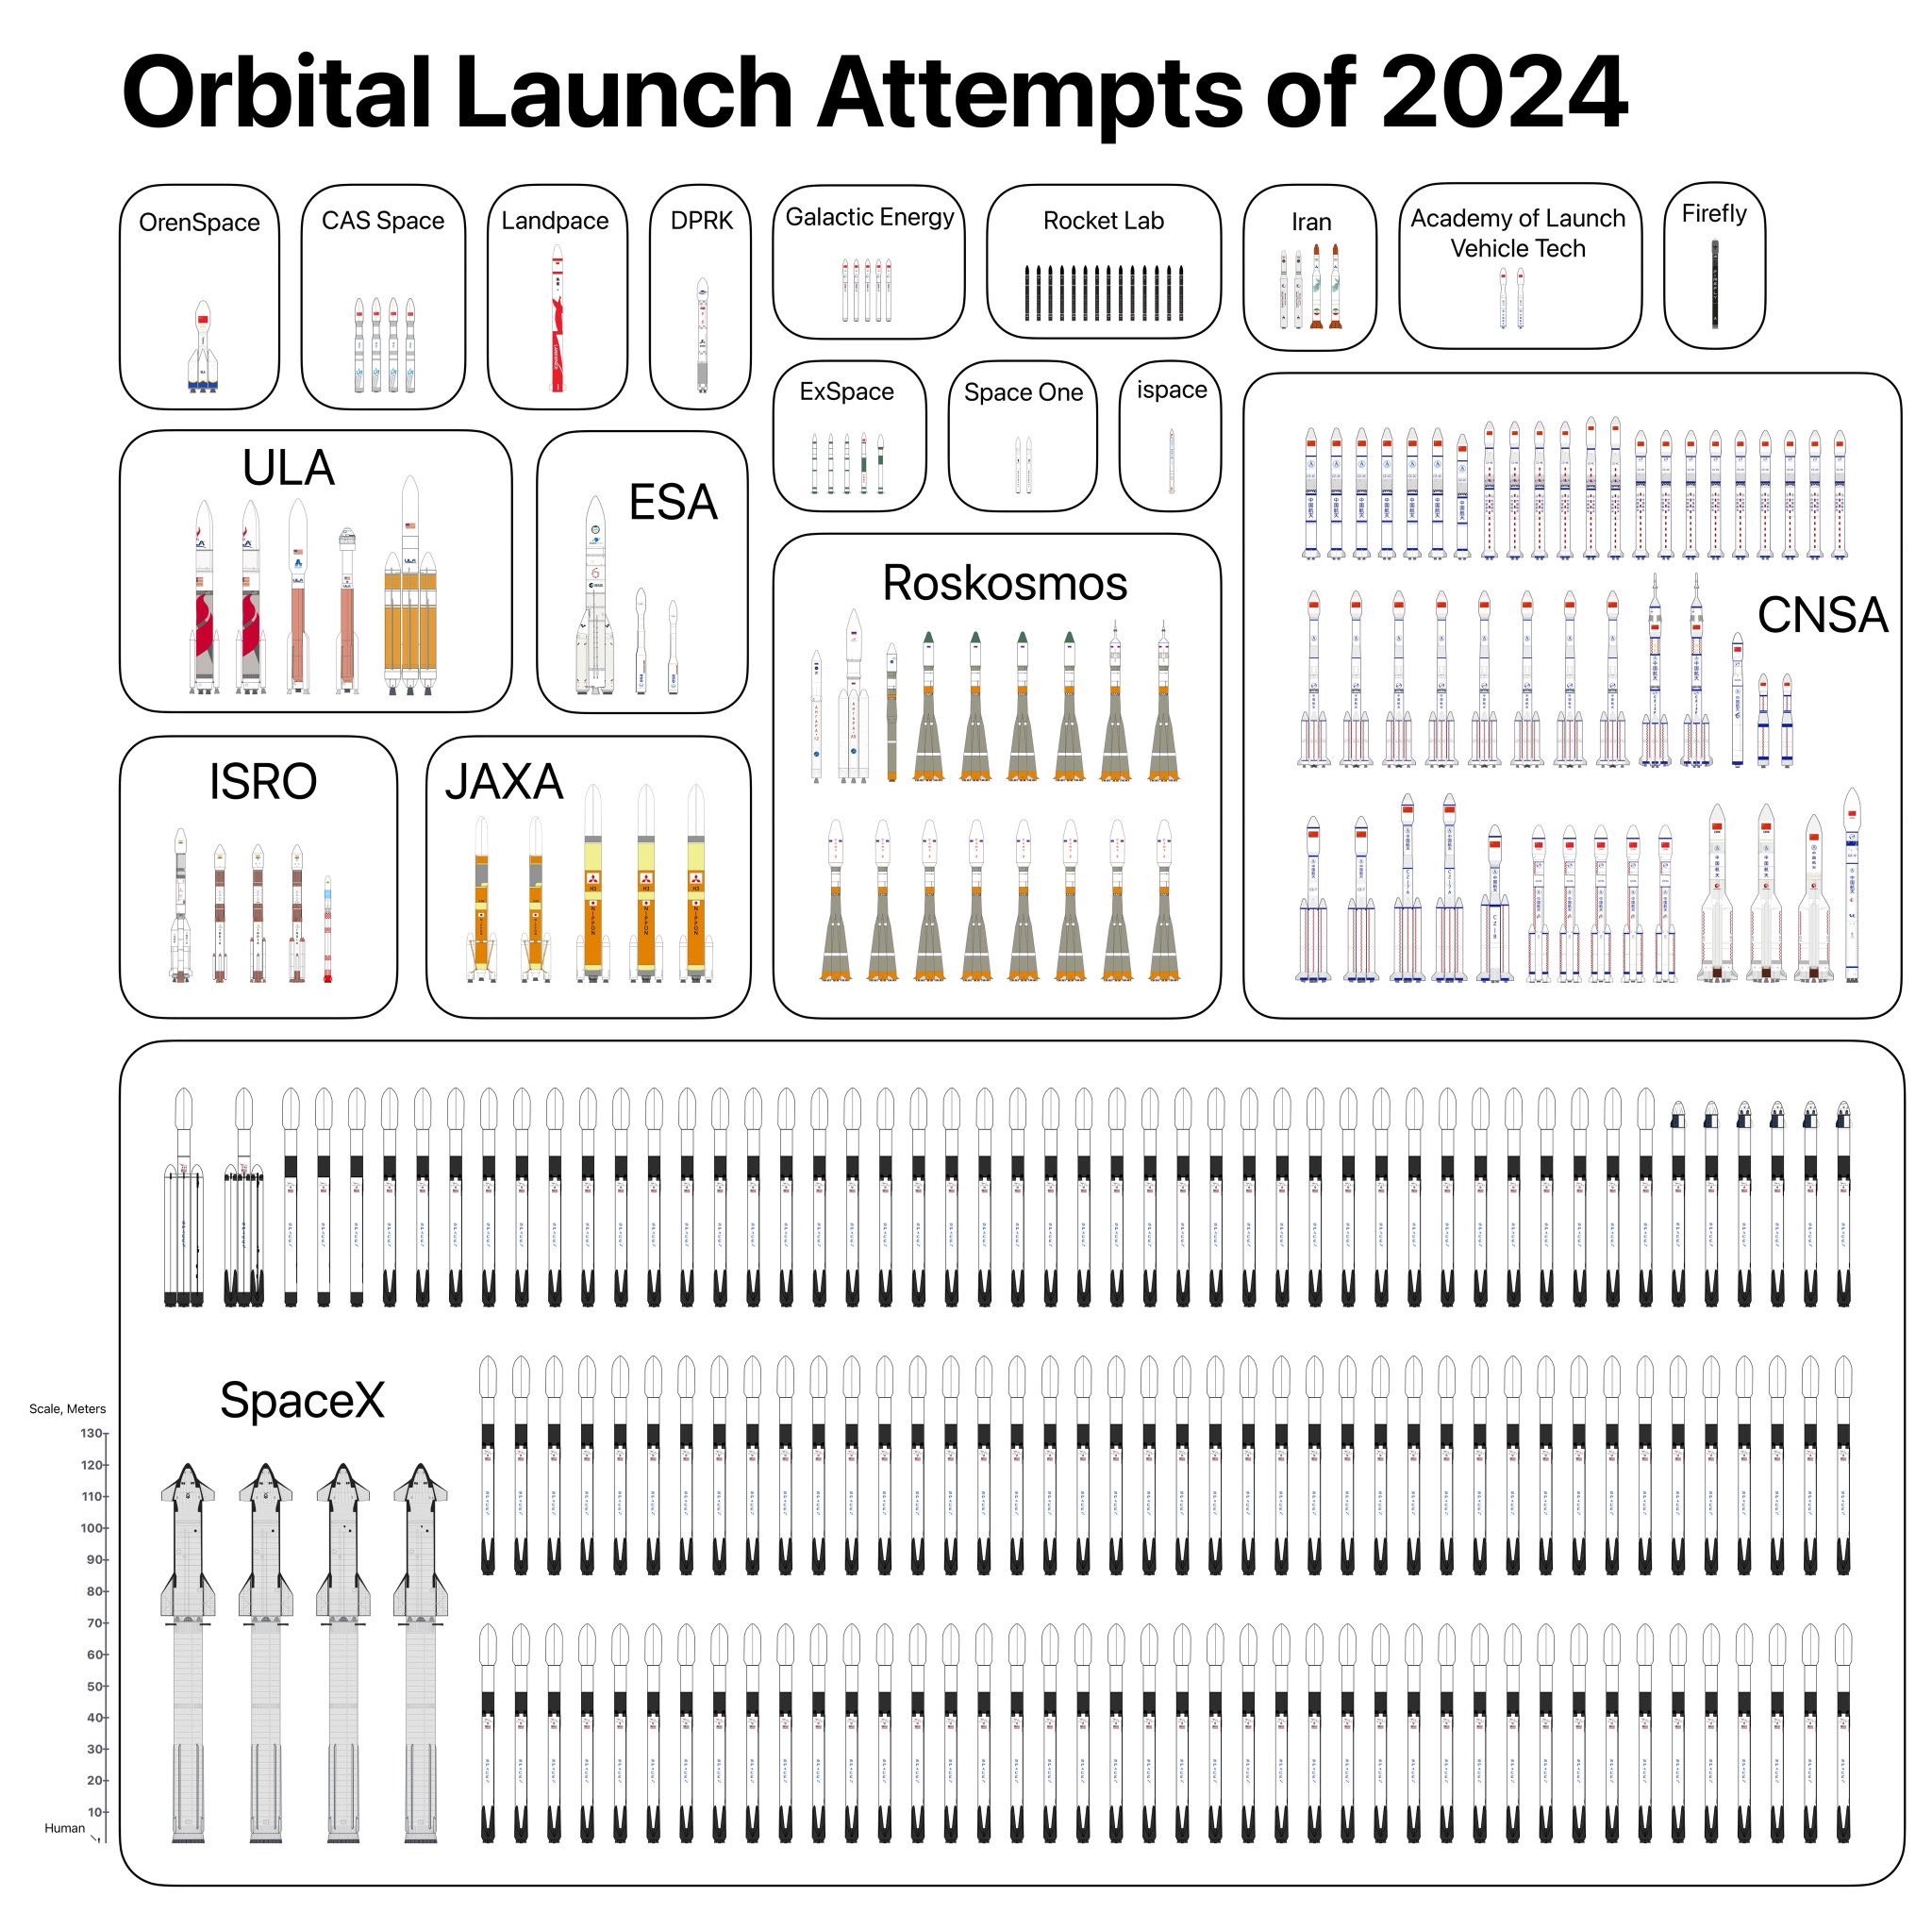 Orbital Launch Attempts of 2024
OrenSpace
CAS Space
Landpace
DPRK
Galactic Energy
Rocket Lab
Iran
Academy of Launch
Vehicle Tech
Firefly
ExSpace
Space One
ispace
ULA
ESA
Roskosmos
CNSA
ISRO
JAXA
SpaceX
Scale, Meters
130
120
110
100
90
80
70
60
50
40
30
20
10
Human